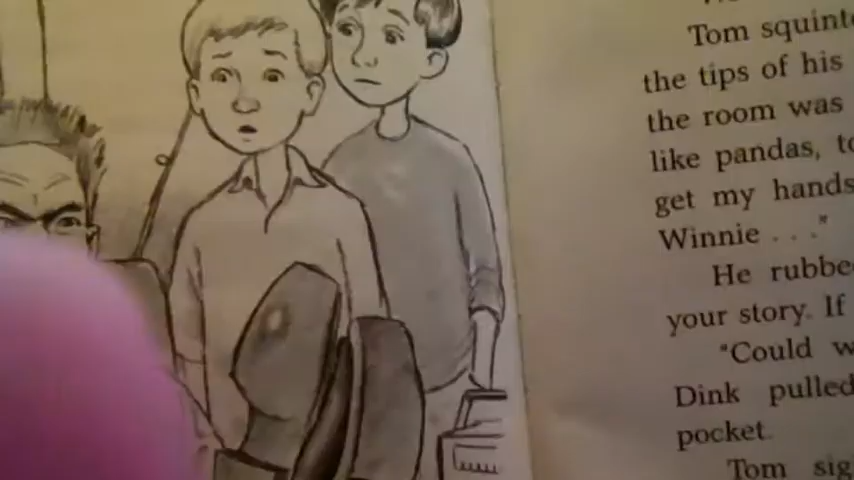 Tom squint
the tips of his
the room was
like pandas, to
get my hands
Winnie . . ."
He rubbe
your story. If
"Could w
Dink pulled
pocket.
Tom sig